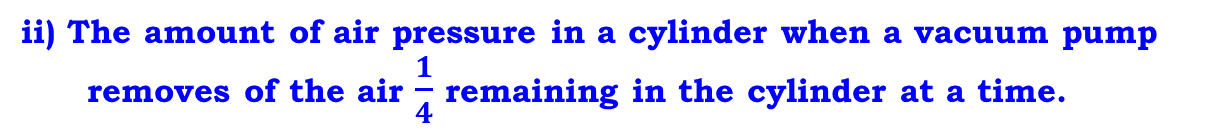 ii) The amount of air pressure in a cylinder when a vacuum pump
removes of the air 1/4 remaining in the cylinder at a time.